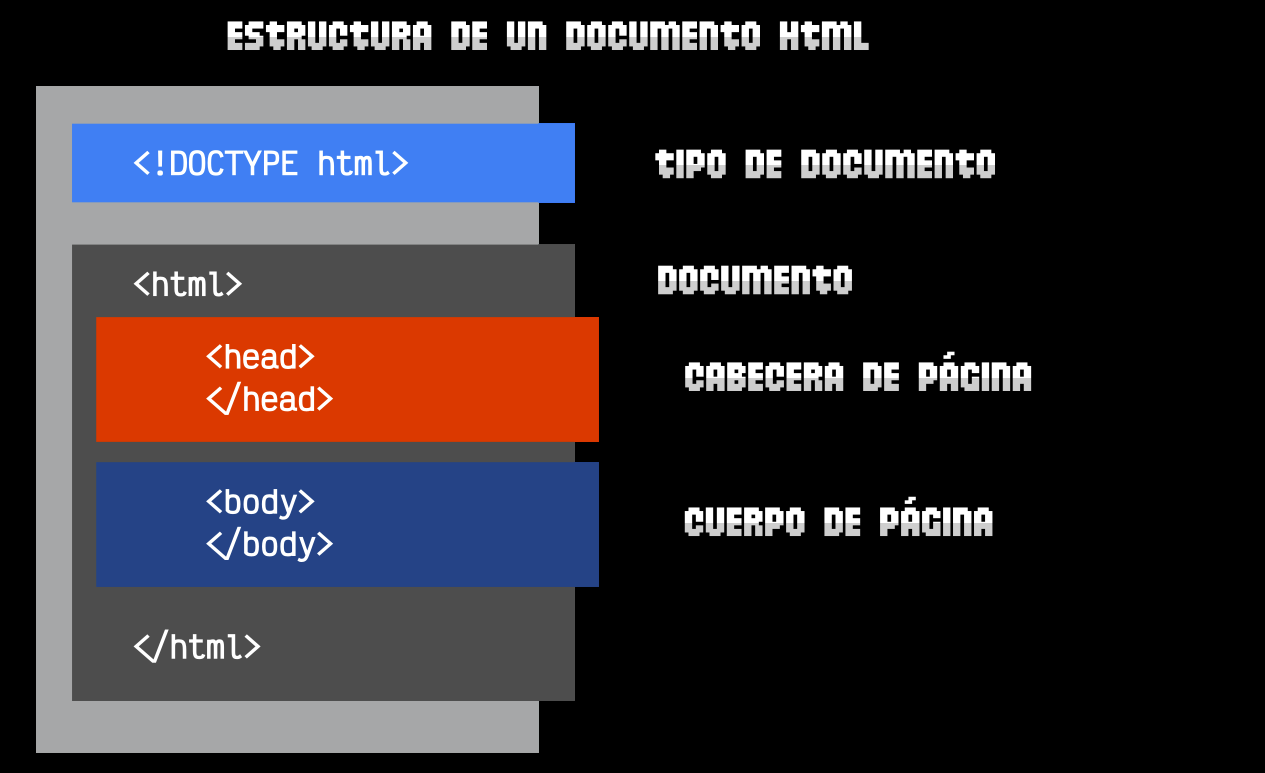 ESTRUCTURA DE UN DOCUMENTO HTML
<!DOCTYPE html>
TIPO DE DOCUMENTO
<html>
DOCUMENTO
<head>
</head>
CABECERA DE PÁGINA
<body>
</body>
CUERPO DE PÁGINA
</html>